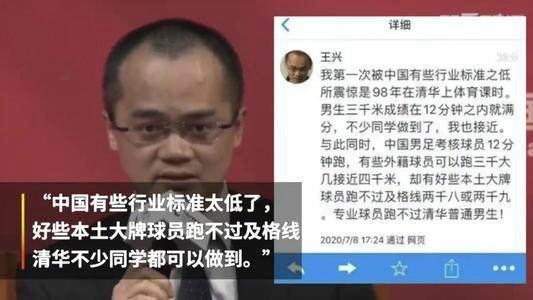 详细
王兴
我第一次被中国有些行业标准之低
所震惊是98年在清华上体育课时。
男生三千米成绩在12分钟之内就满
分，不少同学做到了，我也接近。
与此同时，中国男足考核球员12分
钟跑，有些外籍球员可以跑三千大
几接近四千米，却有好些本土大牌
球员跑不过及格线两千八或两千九
。专业球员跑不过清华普通男生！
2020/7/8 17:24 通过 网页
“中国有些行业标准太低了，
好些本土大牌球员跑不过及格线
清华不少同学都可以做到。”